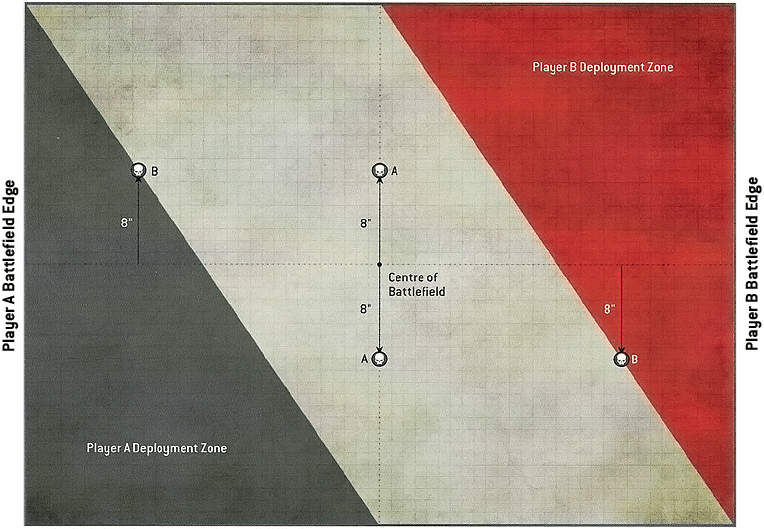 Player B Deployment Zone
B
A
8"
8"
Centre of
Battlefield
8"
8"
A
B
Player A Deployment Zone
Player A Battlefield Edge
Player B Battlefield Edge